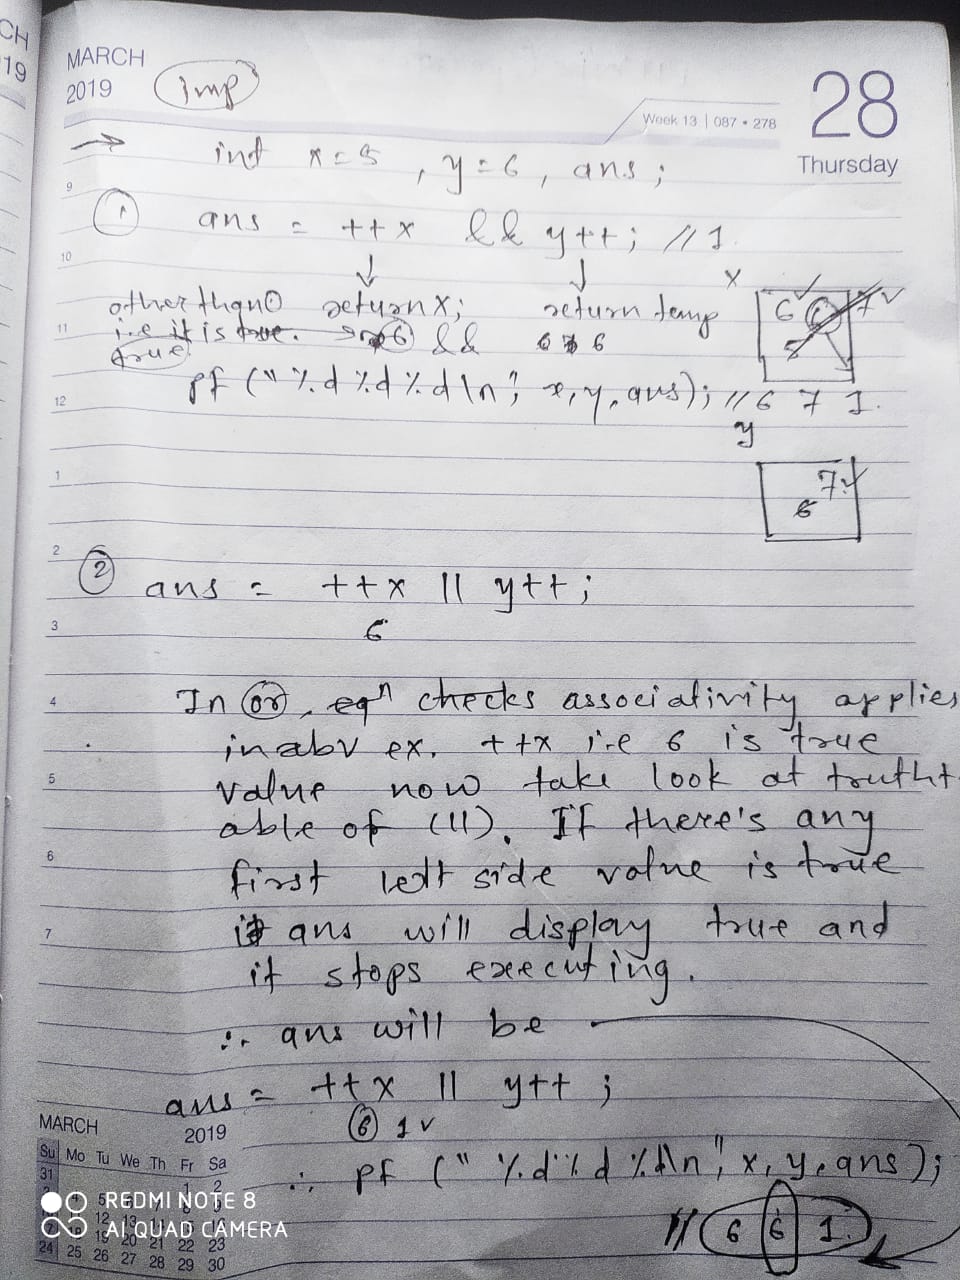 CH
19
MARCH
2019
imp
Week 13 | 087 • 278
28
Thursday
→ int x=5, y=6, ans;
9
① ans = ++x && y++; // 1.
10
other than 0 return x; return temp
11
i.e it is true. 6 && 6 7 6
true
x
6 7
5
pf ("%d %d %d \n", x, y, ans); // 6 7 1.
12
y
1
7
6
2
② ans = ++x || y++;
3
6
4
In or, eqn checks associativity applies
in abv ex. ++x i.e 6 is true
5
value now take look at trutht
able of (||). If there's any
6
first left side value is true
7
ans will display true and
it stops executing.
∴ ans will be
ans = ++x || y++;
6 1
∴ pf ("%d %d %d\n", x, y, ans);
// 6 6 1.
MARCH 2019
Su Mo Tu We Th Fr Sa
31 1 2
19 20 21 22 23
24 25 26 27 28 29 30
REDMI NOTE 8
AI QUAD CAMERA